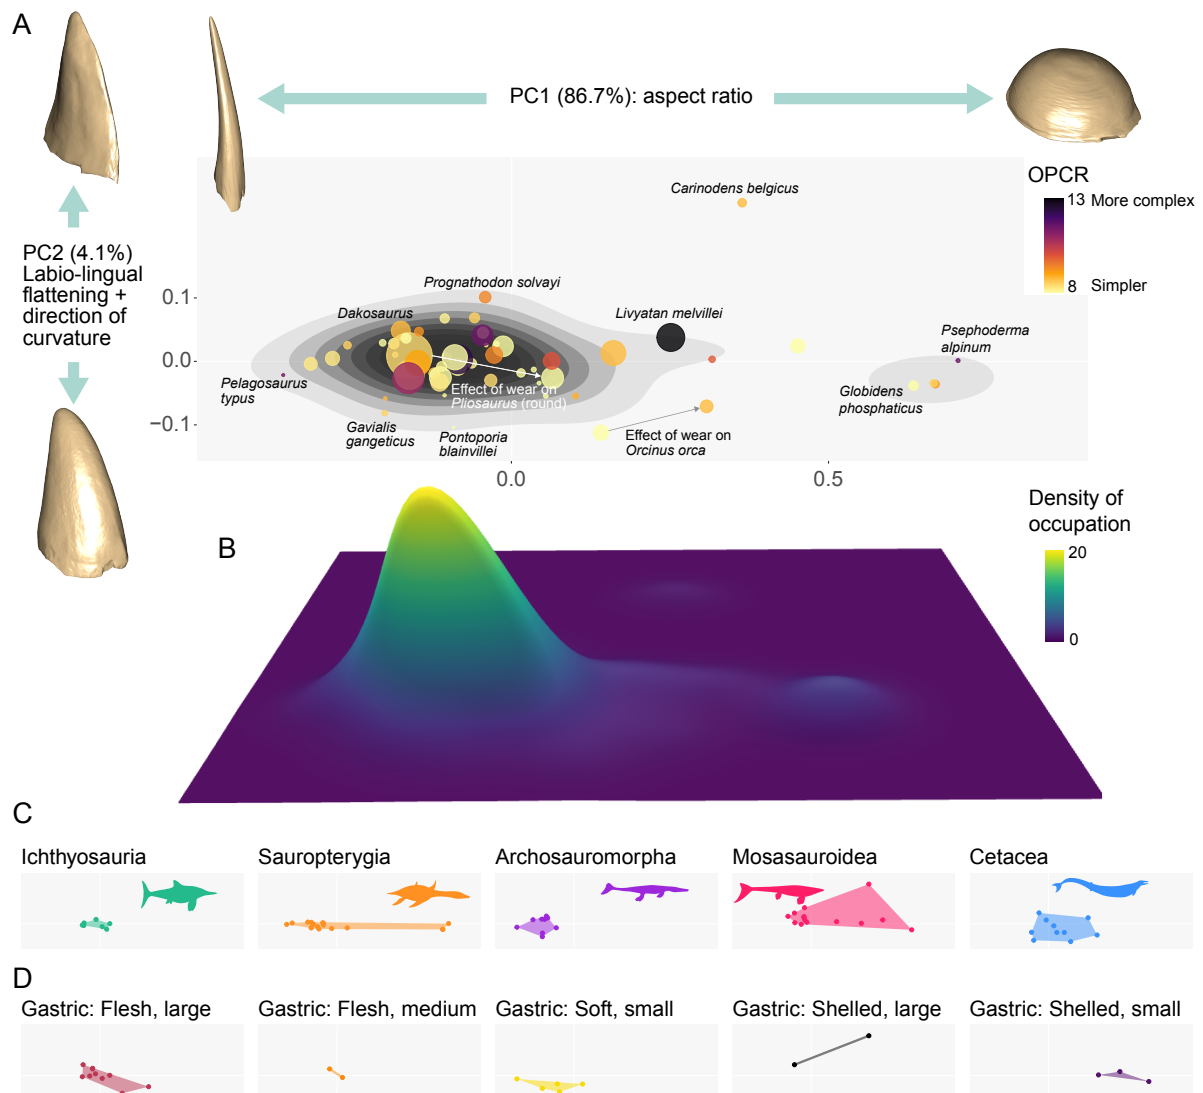 A
PC1 (86.7%): aspect ratio
PC2 (4.1%)
Labio-lingual
flattening +
direction of
curvature
OPCR
13 More complex
8 Simpler
Carinodens belgicus
Prognathodon solvayi
Dakosaurus
Livyatan melvillei
Psephoderma
alpinum
Pelagosaurus
typus
Globidens
phosphaticus
Effect of wear on
Pliosaurus (round)
Gavialis
gangeticus
Pontoporia
blainvillei
Effect of wear on
Orcinus orca
0.1
0.0
−0.1
0.0
0.5
B
Density of
occupation
20
0
C
Ichthyosauria
Sauropterygia
Archosauromorpha
Mosasauroidea
Cetacea
D
Gastric: Flesh, large
Gastric: Flesh, medium
Gastric: Soft, small
Gastric: Shelled, large
Gastric: Shelled, small